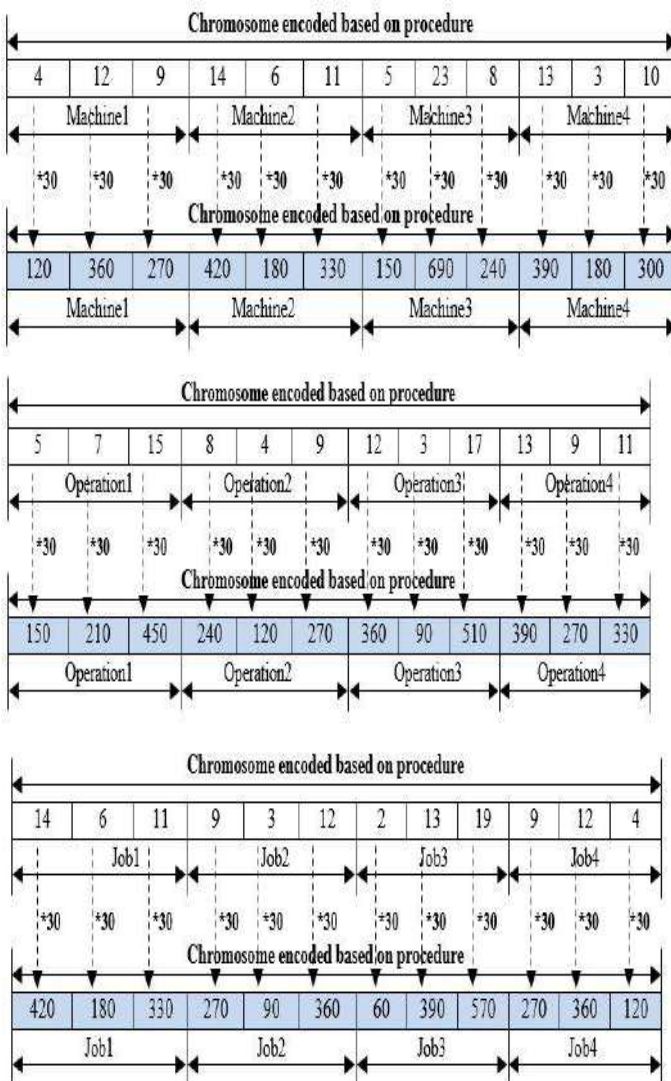 Chromosome encoded based on procedure
4 12 9 14 6 11 5 23 8 13 3 10
Machine1 Machine2 Machine3 Machine4
*30 *30 *30 *30 *30 *30 *30 *30 *30 *30 *30 *30
Chromosome encoded based on procedure
120 360 270 420 180 330 150 690 240 390 180 300
Machine1 Machine2 Machine3 Machine4
Chromosome encoded based on procedure
5 7 15 8 4 9 12 3 17 13 9 11
Operation1 Operation2 Operation3 Operation4
*30 *30 *30 *30 *30 *30 *30 *30 *30 *30 *30 *30
Chromosome encoded based on procedure
150 210 450 240 120 270 360 90 510 390 270 330
Operation1 Operation2 Operation3 Operation4
Chromosome encoded based on procedure
14 6 11 9 3 12 2 13 19 9 12 4
Job1 Job2 Job3 Job4
*30 *30 *30 *30 *30 *30 *30 *30 *30 *30 *30 *30
Chromosome encoded based on procedure
420 180 330 270 90 360 60 390 570 270 360 120
Job1 Job2 Job3 Job4